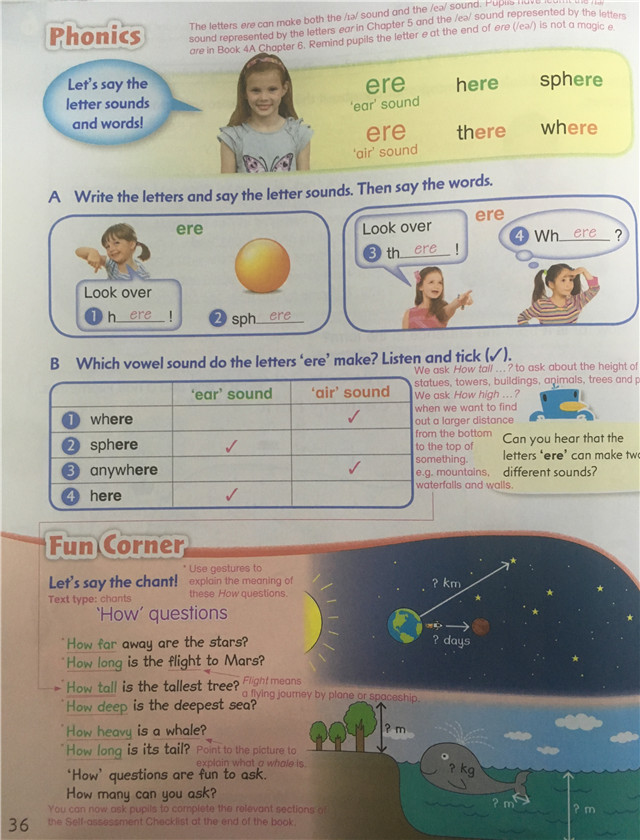 Phonics
The letters ere can make both the /ɪə/ sound and the /eə/ sound. Pupils have learnt the /ɪə/
sound represented by the letters ear in Chapter 5 and the /eə/ sound represented by the letters
are in Book 4A Chapter 6. Remind pupils the letter e at the end of ere (/eə/) is not a magic e.
Let's say the
letter sounds
and words!
ere here sphere
'ear' sound
ere there where
'air' sound
A Write the letters and say the letter sounds. Then say the words.
ere
Look over
1 h ere !
2 sph ere
ere
Look over
3 th ere !
4 Wh ere ?
B Which vowel sound do the letters 'ere' make? Listen and tick (✓).
'ear' sound 'air' sound
1 where ✓
2 sphere ✓
3 anywhere ✓
4 here ✓
We ask How tall ...? to ask about the height of
statues, towers, buildings, animals, trees and
We ask How high ...?
when we want to find
out a larger distance
from the bottom
to the top of
something.
e.g. mountains,
waterfalls and walls.
Can you hear that the
letters 'ere' can make two
different sounds?
Fun Corner
Let's say the chant!
* Use gestures to
explain the meaning of
these How questions.
Text type: chants
'How' questions
*How far away are the stars?
*How long is the flight to Mars?
*How tall is the tallest tree?
*How deep is the deepest sea?
Flight means
a flying journey by plane or spaceship.
*How heavy is a whale?
*How long is its tail?
Point to the picture to
explain what a whale is.
'How' questions are fun to ask.
How many can you ask?
You can now ask pupils to complete the relevant sections of
the Self-assessment Checklist at the end of the book.
? km
? days
? m
? kg
? m
? m
36